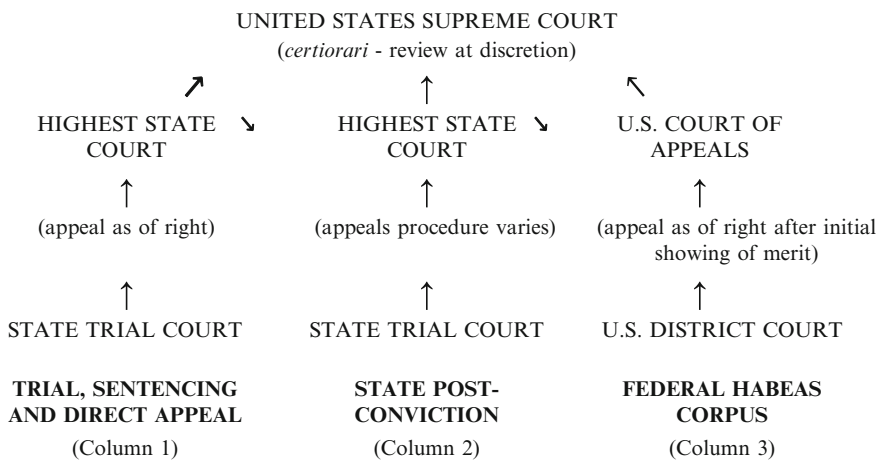 UNITED STATES SUPREME COURT
(certiorari - review at discretion)
HIGHEST STATE COURT
HIGHEST STATE COURT
U.S. COURT OF APPEALS
(appeal as of right)
(appeals procedure varies)
(appeal as of right after initial showing of merit)
STATE TRIAL COURT
STATE TRIAL COURT
U.S. DISTRICT COURT
TRIAL, SENTENCING AND DIRECT APPEAL
STATE POST-CONVICTION
FEDERAL HABEAS CORPUS
(Column 1)
(Column 2)
(Column 3)